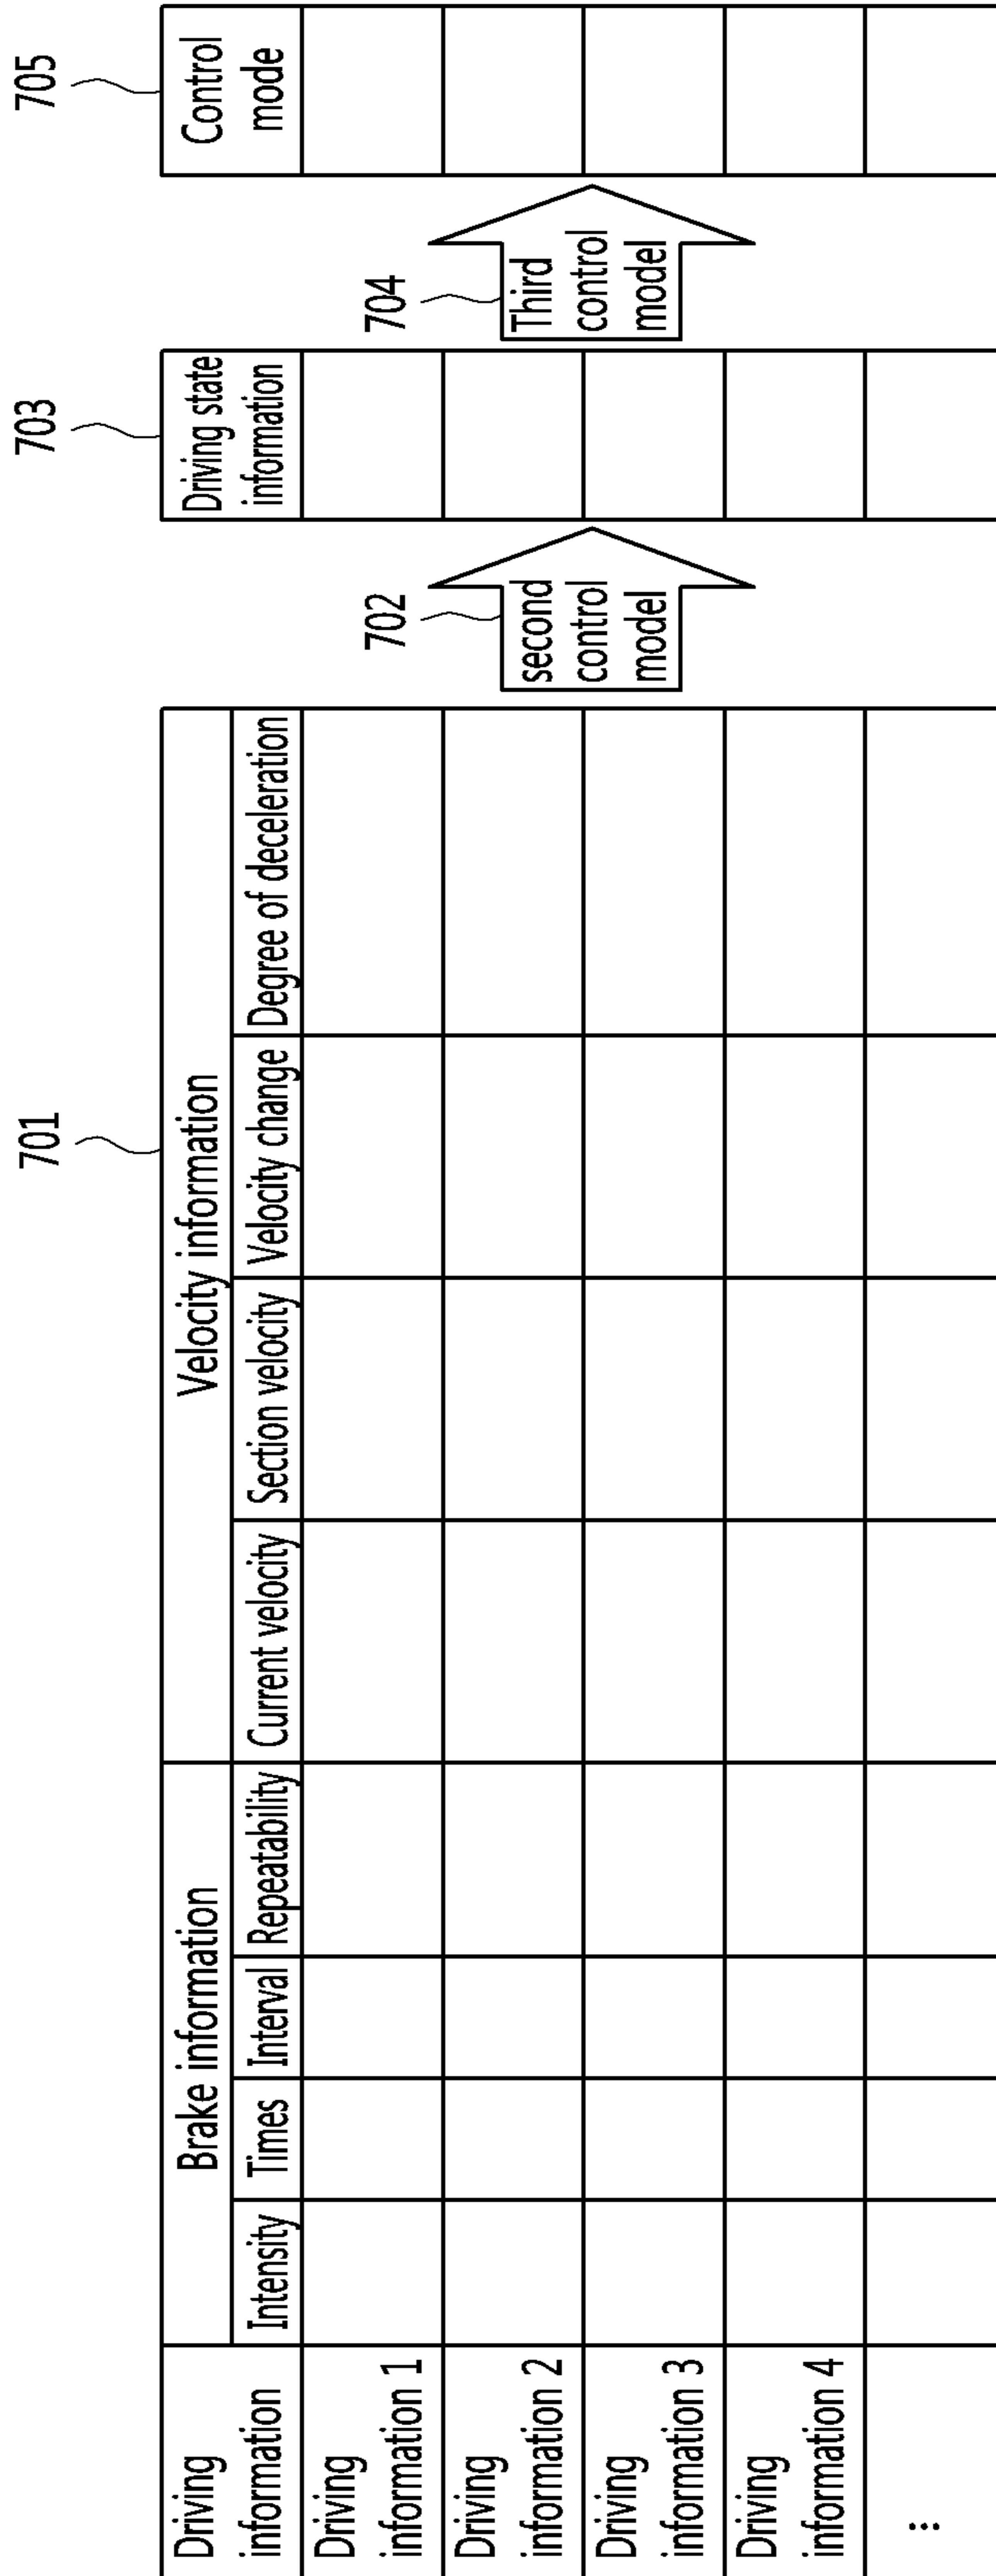 701
703
705
Driving
information
Brake information
Velocity information
Intensity
Times
Interval
Repeatability
Current velocity
Section velocity
Velocity change
Degree of deceleration
Driving state
information
Control
mode
Driving
information 1
Driving
information 2
Driving
information 3
Driving
information 4
⋮
702
second
control
model
704
Third
control
model